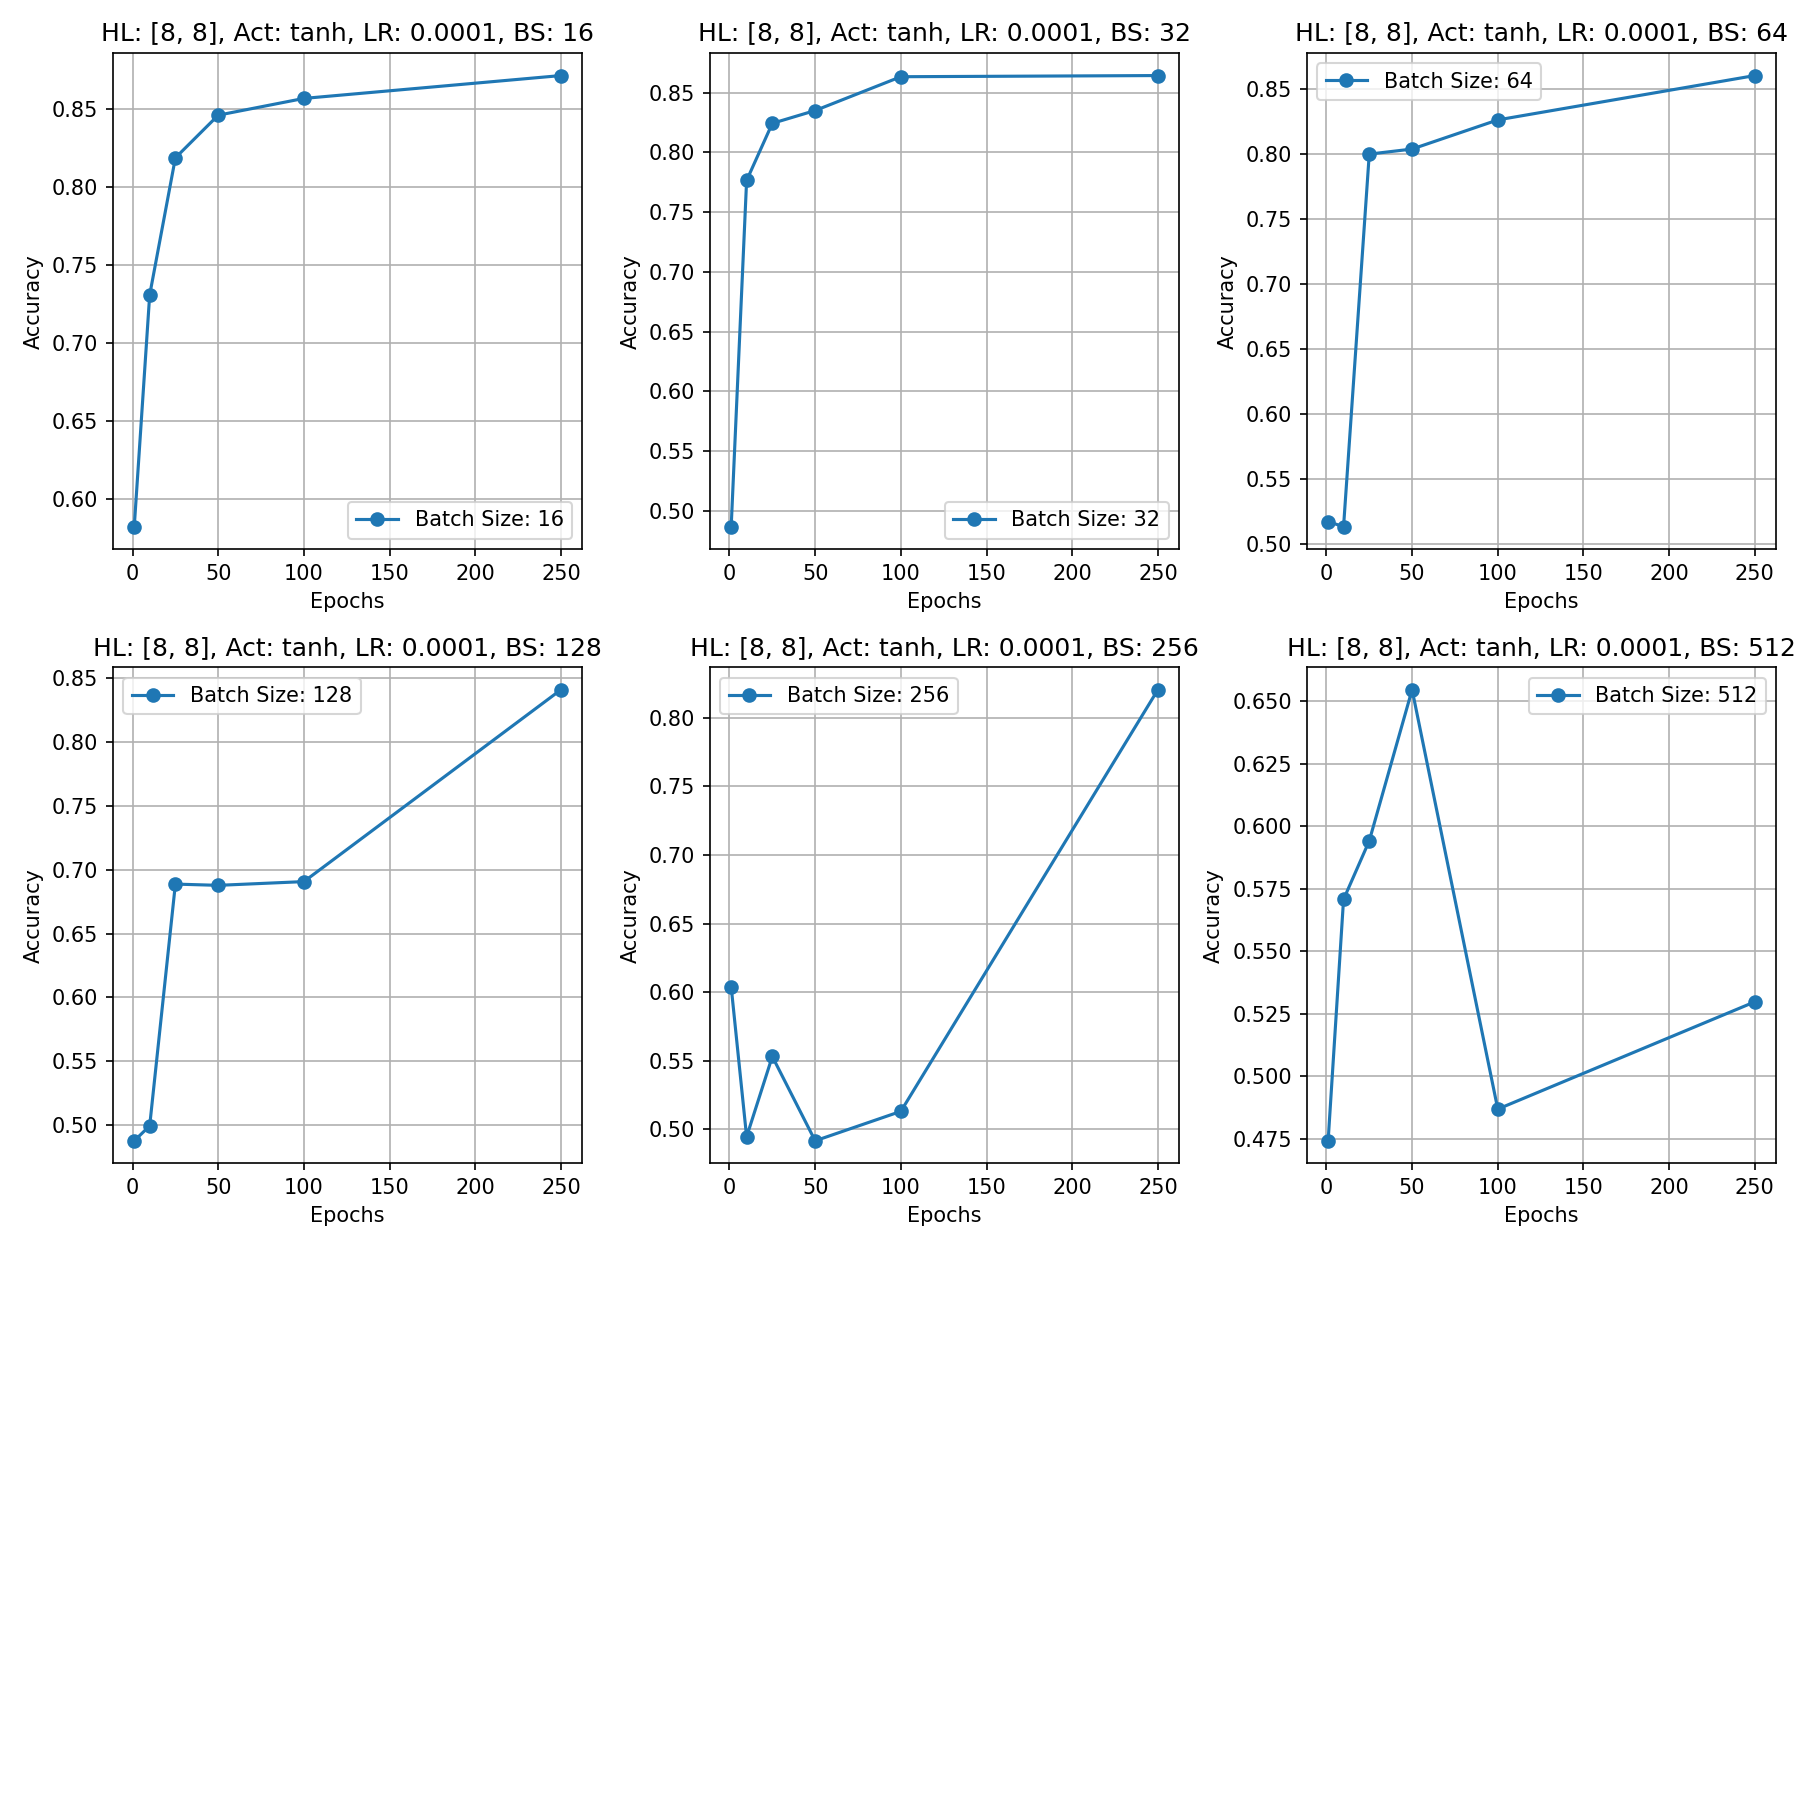 HL: [8, 8], Act: tanh, LR: 0.0001, BS: 16
0.85
0.80
0.75
0.70
0.65
0.60
Accuracy
Batch Size: 16
0 50 100 150 200 250
Epochs
HL: [8, 8], Act: tanh, LR: 0.0001, BS: 32
0.85
0.80
0.75
0.70
0.65
0.60
0.55
0.50
Accuracy
Batch Size: 32
0 50 100 150 200 250
Epochs
HL: [8, 8], Act: tanh, LR: 0.0001, BS: 64
Batch Size: 64
0.85
0.80
0.75
0.70
0.65
0.60
0.55
0.50
Accuracy
0 50 100 150 200 250
Epochs
HL: [8, 8], Act: tanh, LR: 0.0001, BS: 128
Batch Size: 128
0.85
0.80
0.75
0.70
0.65
0.60
0.55
0.50
Accuracy
0 50 100 150 200 250
Epochs
HL: [8, 8], Act: tanh, LR: 0.0001, BS: 256
Batch Size: 256
0.80
0.75
0.70
0.65
0.60
0.55
0.50
Accuracy
0 50 100 150 200 250
Epochs
HL: [8, 8], Act: tanh, LR: 0.0001, BS: 512
Batch Size: 512
0.650
0.625
0.600
0.575
0.550
0.525
0.500
0.475
Accuracy
0 50 100 150 200 250
Epochs